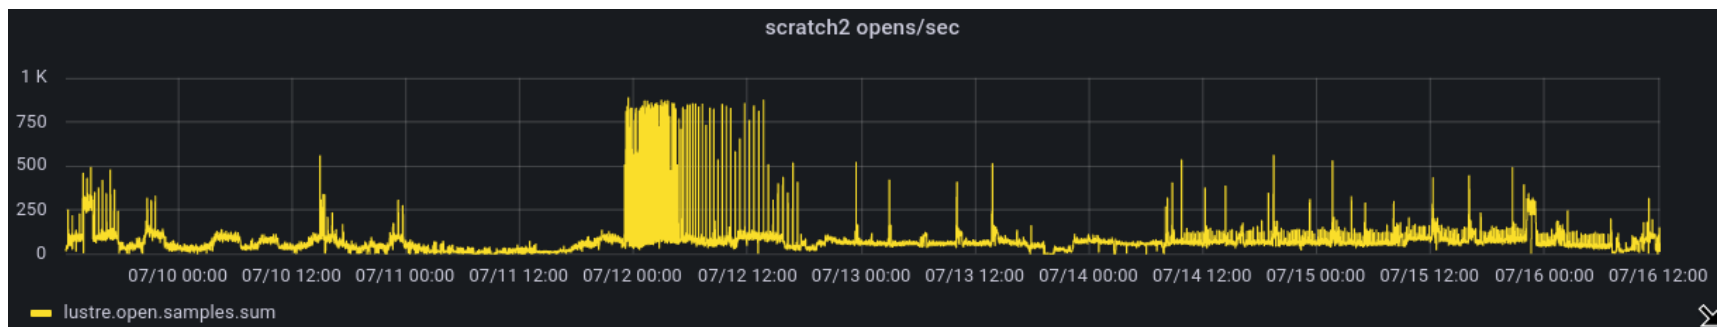 scratch2 opens/sec
1 K
750
500
250
0
07/10 00:00 07/10 12:00 07/11 00:00 07/11 12:00 07/12 00:00 07/12 12:00 07/13 00:00 07/13 12:00 07/14 00:00 07/14 12:00 07/15 00:00 07/15 12:00 07/16 00:00 07/16 12:00
lustre.open.samples.sum